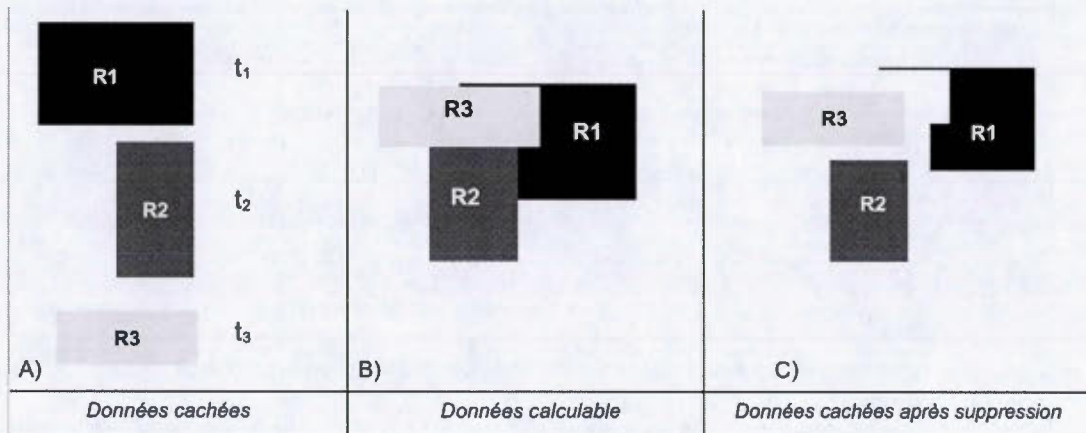 R1
t₁
R2
t₂
R3
t₃
A)
Données cachées
R3
R1
R2
B)
Données calculable
R3
R1
R2
C)
Données cachées après suppression